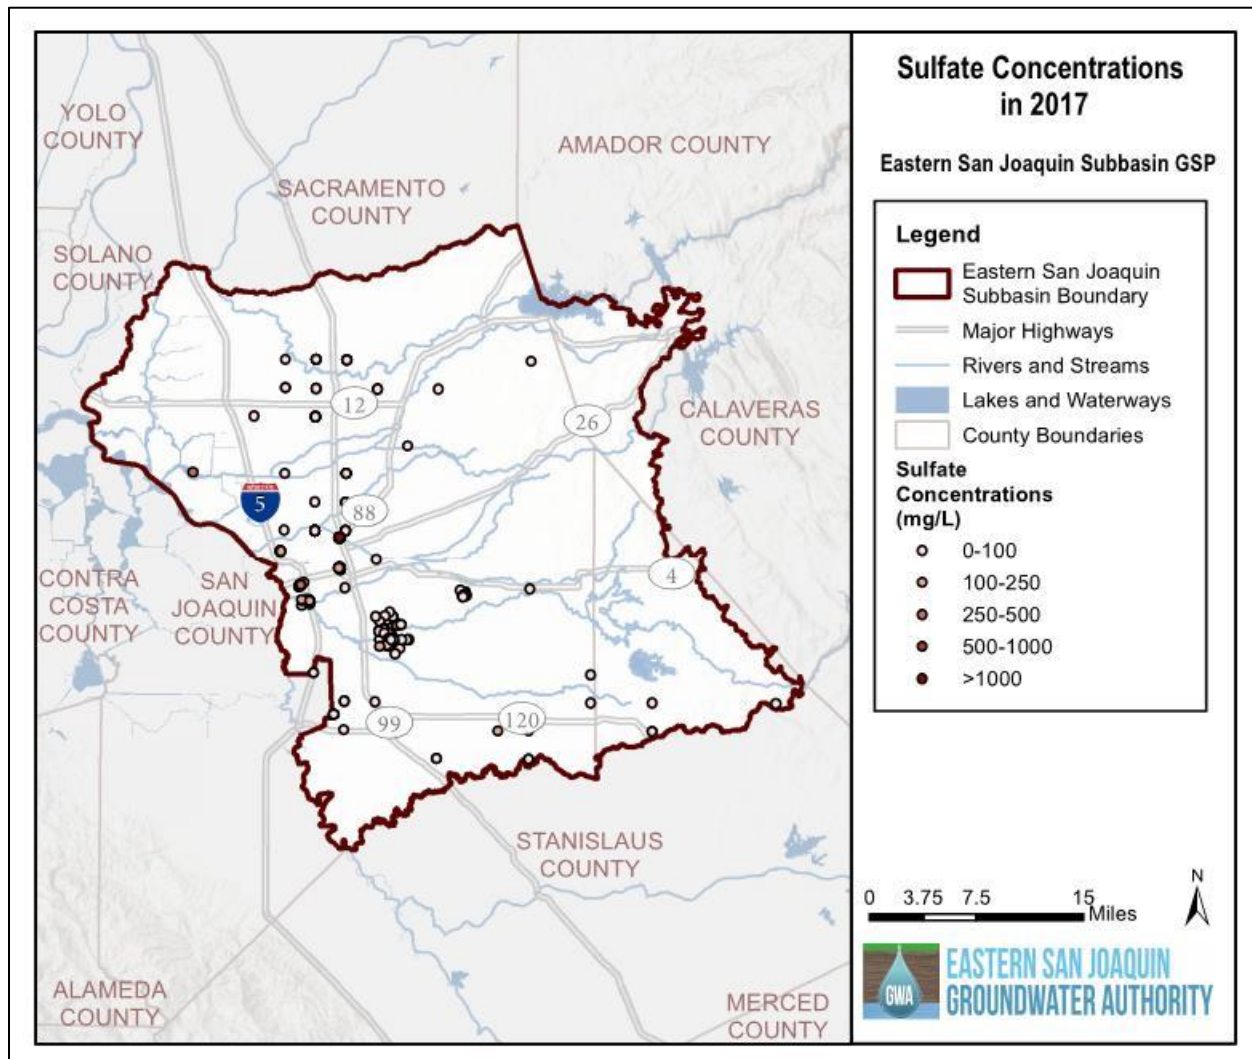 Sulfate Concentrations
in 2017
Eastern San Joaquin Subbasin GSP
Legend
Eastern San Joaquin
Subbasin Boundary
Major Highways
Rivers and Streams
Lakes and Waterways
County Boundaries
Sulfate
Concentrations
(mg/L)
0-100
100-250
250-500
500-1000
>1000
YOLO
COUNTY
AMADOR COUNTY
SACRAMENTO
COUNTY
SOLANO
COUNTY
12
26
CALAVERAS
COUNTY
5
88
4
CONTRA
COSTA
COUNTY
SAN
JOAQUIN
COUNTY
99
120
STANISLAUS
COUNTY
ALAMEDA
COUNTY
MERCED
COUNTY
N
0 3.75 7.5 15
Miles
GWA
EASTERN SAN JOAQUIN
GROUNDWATER AUTHORITY